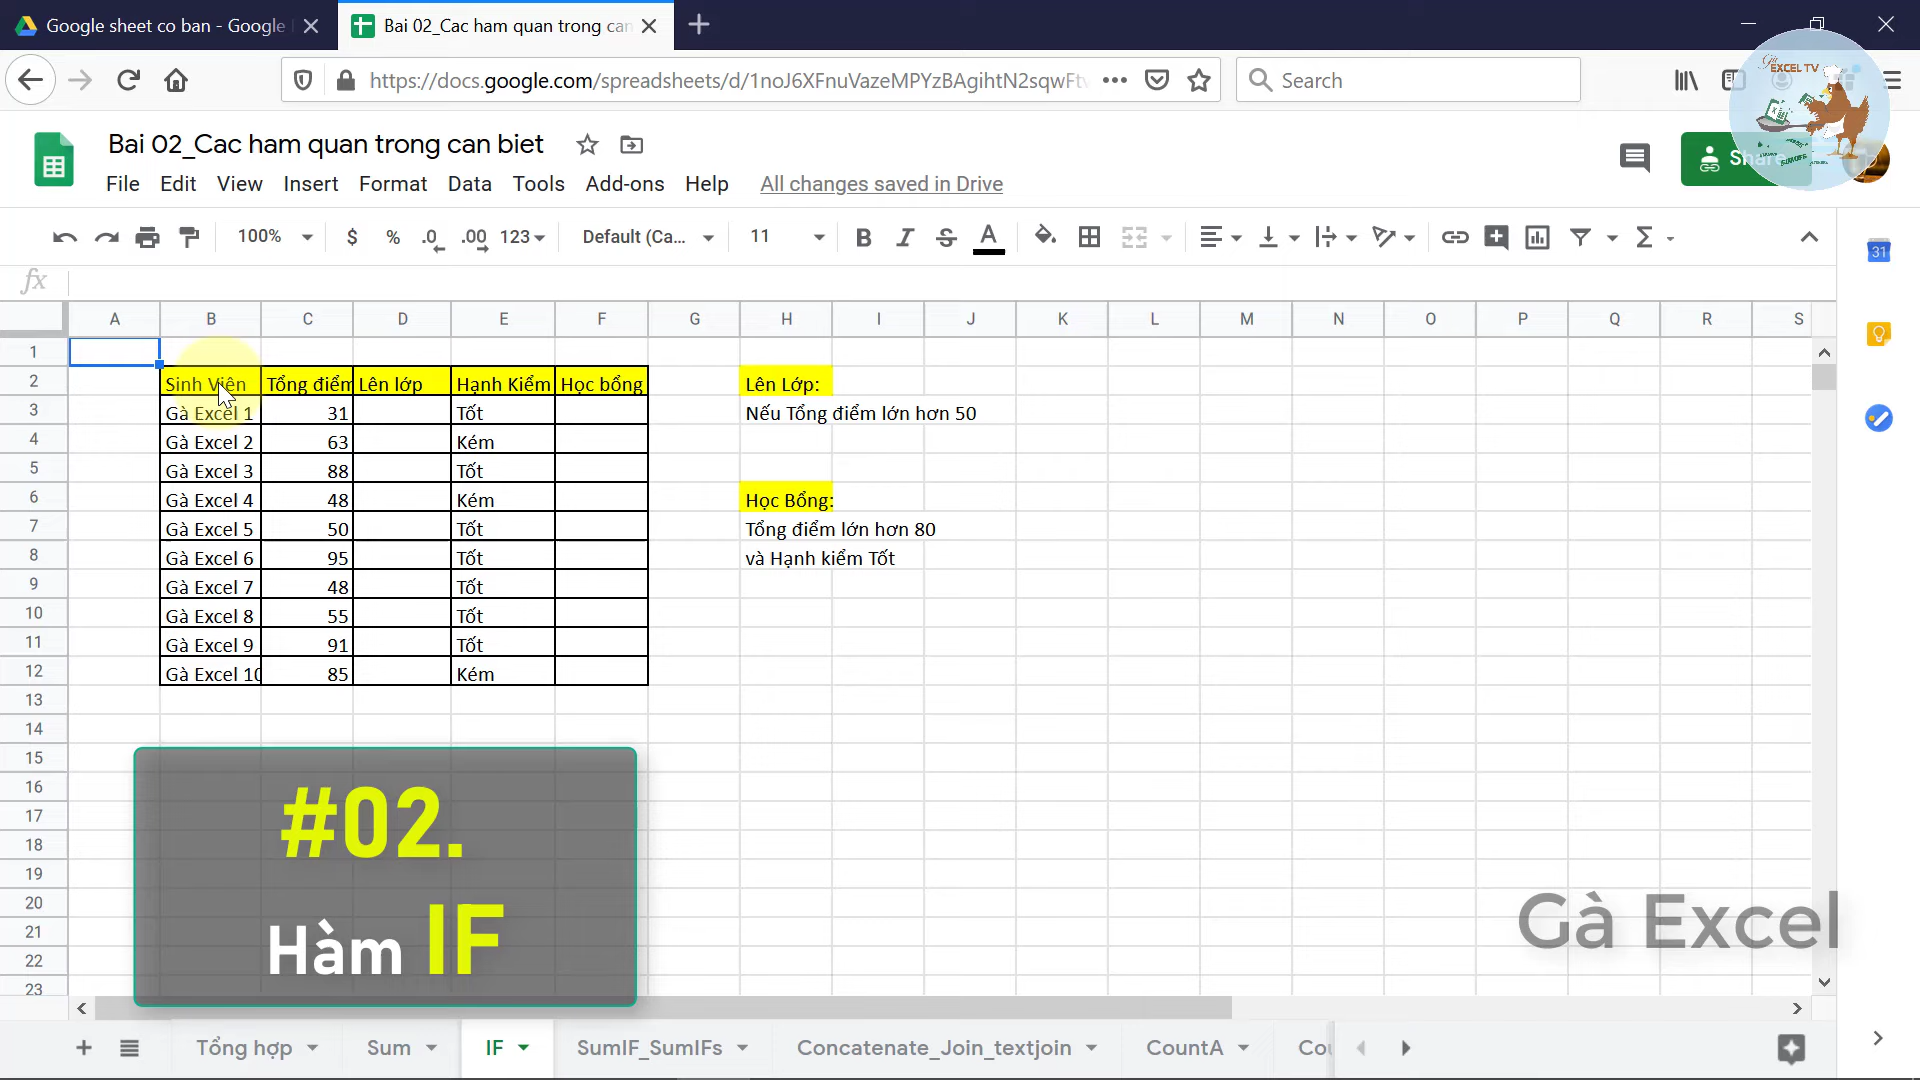 Google sheet co ban - Google
Bai 02_Cac ham quan trong can
https://docs.google.com/spreadsheets/d/1noJ6XFnuVazeMPYzBAgihtN2sqwFtv
Search
EXCEL TV
Bai 02_Cac ham quan trong can biet
Share
File Edit View Insert Format Data Tools Add-ons Help All changes saved in Drive
100% $ % .0 .00 123 Default (Ca... 11 B I S A
31
fx
A B C D E F G H I J K L M N O P Q R S
1
2 Sinh Viên Tổng điểm Lên lớp Hạnh Kiểm Học bổng Lên Lớp:
3 Gà Excel 1 31 Tốt Nếu Tổng điểm lớn hơn 50
4 Gà Excel 2 63 Kém
5 Gà Excel 3 88 Tốt
6 Gà Excel 4 48 Kém Học Bổng:
7 Gà Excel 5 50 Tốt Tổng điểm lớn hơn 80
8 Gà Excel 6 95 Tốt và Hạnh kiểm Tốt
9 Gà Excel 7 48 Tốt
10 Gà Excel 8 55 Tốt
11 Gà Excel 9 91 Tốt
12 Gà Excel 10 85 Kém
13
14
15
16
17
18
19
20
21
22
23
#02.
Hàm IF
Gà Excel
Tổng hợp Sum IF SumIF_SumIFs Concatenate_Join_textjoin CountA Cou